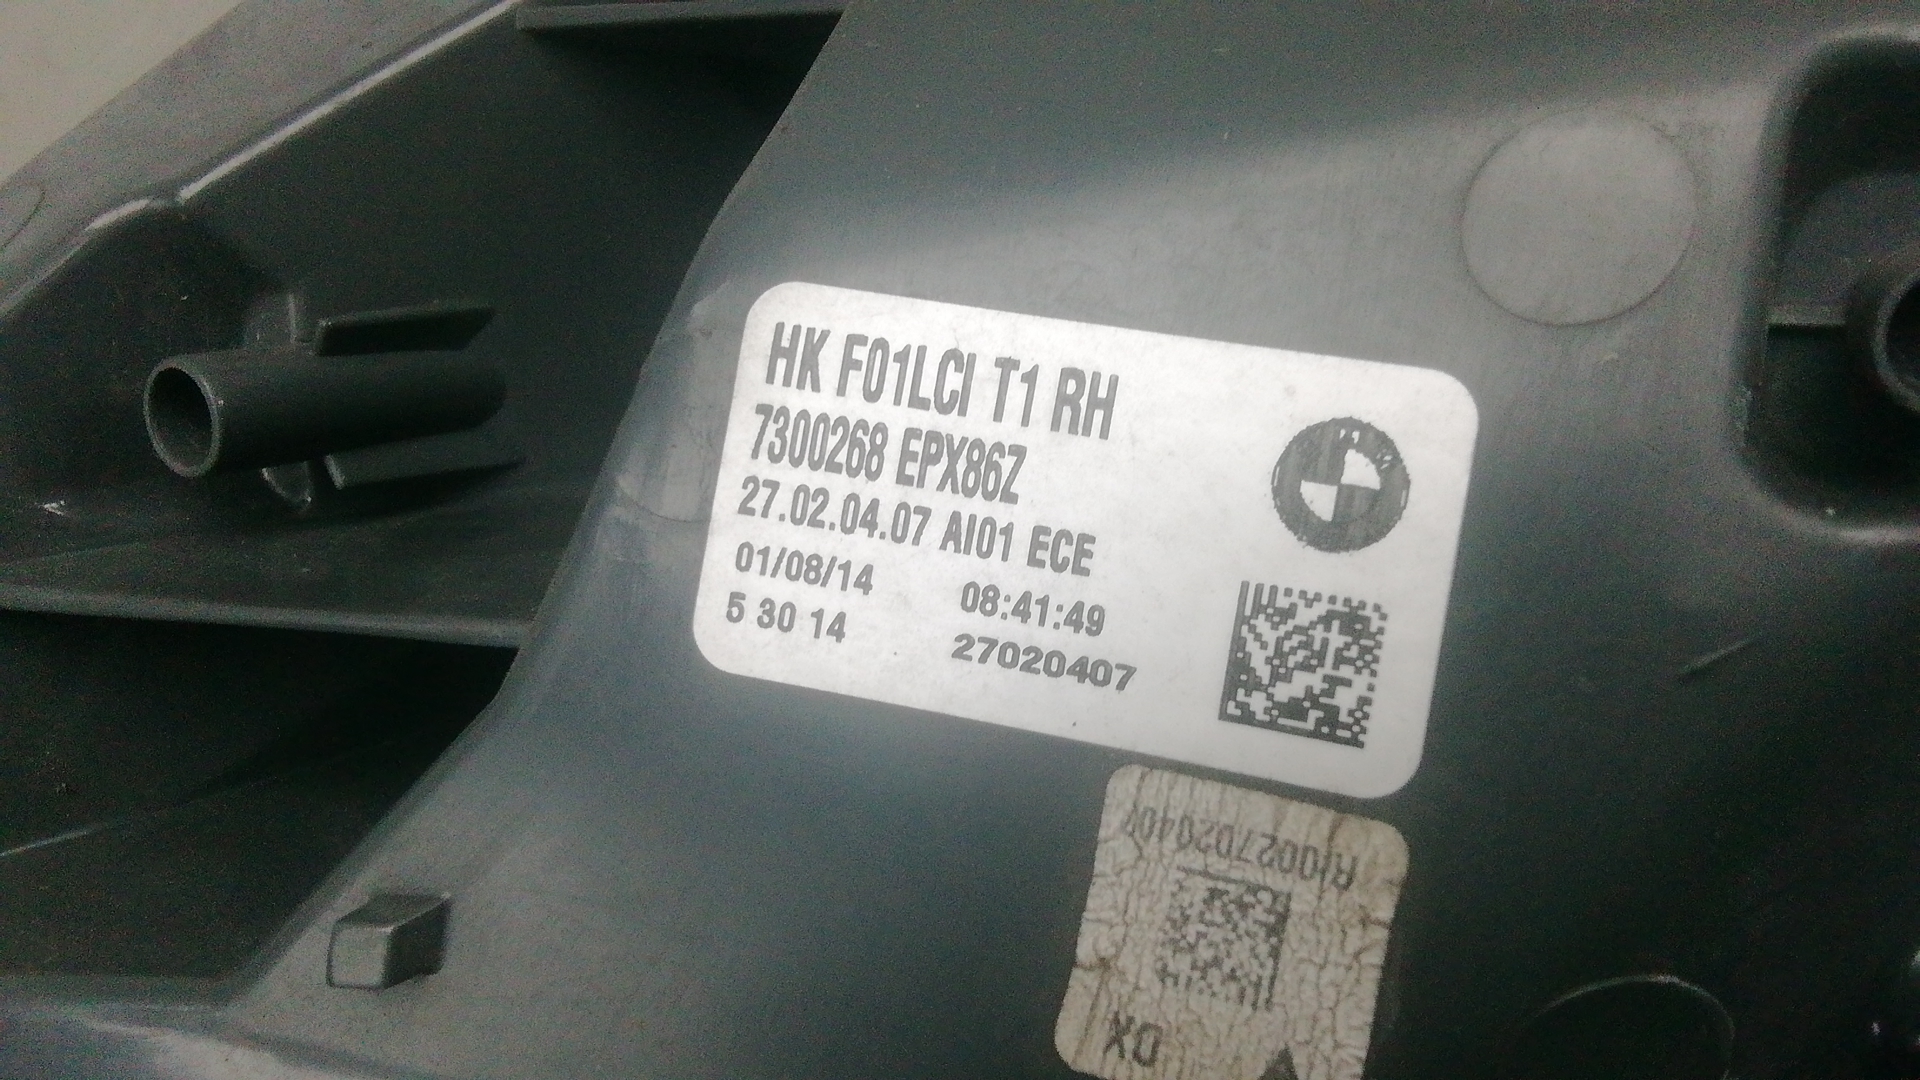 HK F01LCI T1 RH
7300268 EPX86Z
27.02.04.07 AI01 ECE
01/08/14 08:41:49
5 30 14 27020407
AI0027020407
DX